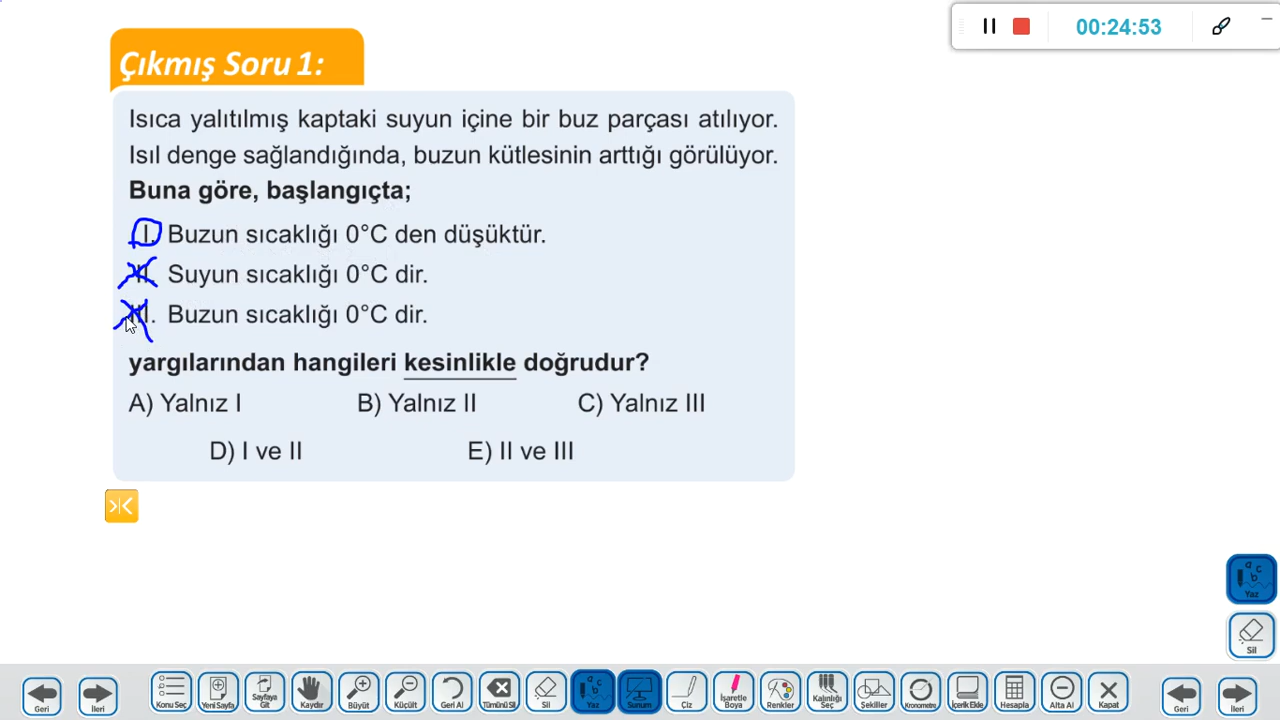 00:24:53
Çıkmış Soru 1:
Isıca yalıtılmış kaptaki suyun içine bir buz parçası atılıyor.
Isıl denge sağlandığında, buzun kütlesinin arttığı görülüyor.
Buna göre, başlangıçta;
I. Buzun sıcaklığı 0°C den düşüktür.
II. Suyun sıcaklığı 0°C dir.
III. Buzun sıcaklığı 0°C dir.
yargılarından hangileri kesinlikle doğrudur?
A) Yalnız I B) Yalnız II C) Yalnız III
D) I ve II E) II ve III
a b c
Yaz
Sil
Geri İleri Konu Seç Yeni Sayfa Sayfaya Git Kaydır Büyüt Küçült Geri Al Tümünü Sil Sil Yaz Sunum Çiz İşaretle Boya Renkler Kalınlığı Seç Şekiller Kronometre İçerik Ekle Hesapla Alta Al Kapat Geri İleri